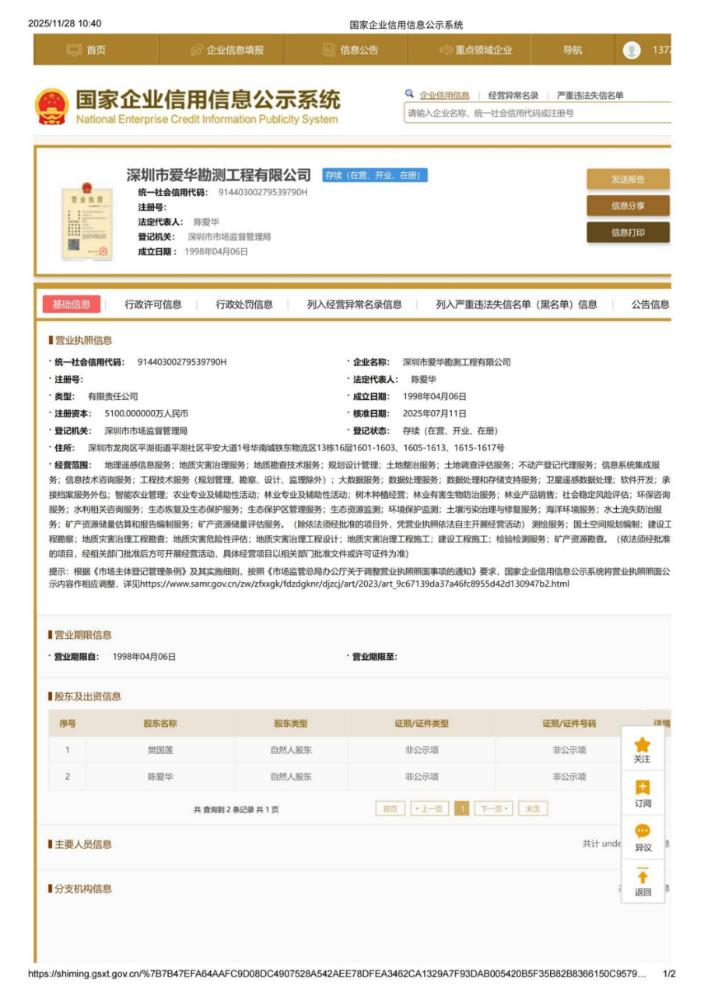 2025/11/28 10:40 国家企业信用信息公示系统
首页 企业信息填报 信息公告 重点领域企业 导航 137
国家企业信用信息公示系统
National Enterprise Credit Information Publicity System
企业信用信息 | 经营异常名录 | 严重违法失信名单
请输入企业名称、统一社会信用代码或注册号
深圳市爱华勘测工程有限公司 存续（在营、开业、在册）
营业执照
统一社会信用代码： 91440300279539790H
注册号：
法定代表人： 陈爱华
登记机关： 深圳市市场监督管理局
成立日期： 1998年04月06日
发送报告
信息分享
信息打印
基础信息 | 行政许可信息 | 行政处罚信息 | 列入经营异常名录信息 | 列入严重违法失信名单（黑名单）信息 | 公告信息
营业执照信息
· 统一社会信用代码： 91440300279539790H · 企业名称： 深圳市爱华勘测工程有限公司
· 注册号： · 法定代表人： 陈爱华
· 类型： 有限责任公司 · 成立日期： 1998年04月06日
· 注册资本： 5100.000000万人民币 · 核准日期： 2025年07月11日
· 登记机关： 深圳市市场监督管理局 · 登记状态： 存续（在营、开业、在册）
· 住所： 深圳市龙岗区平湖街道平湖社区平安大道1号华南城铁东物流区13栋16层1601-1603、1605-1613、1615-1617号
· 经营范围： 地理遥感信息服务；地质灾害治理服务；地质勘查技术服务；规划设计管理；土地整治服务；土地调查评估服务；不动产登记代理服务；信息系统集成服
务；信息技术咨询服务；工程技术服务（规划管理、勘察、设计、监理除外）；大数据服务；数据处理服务；数据处理和存储支持服务；卫星遥感数据处理；软件开发；承
接档案服务外包；智能农业管理；农业专业及辅助性活动；林业专业及辅助性活动；树木种植经营；林业有害生物防治服务；林业产品销售；社会稳定风险评估；环保咨询
服务；水利相关咨询服务；生态恢复及生态保护服务；生态保护区管理服务；生态资源监测；环境保护监测；土壤污染治理与修复服务；海洋环境服务；水土流失防治服
务；矿产资源储量估算和报告编制服务；矿产资源储量评估服务。（除依法须经批准的项目外，凭营业执照依法自主开展经营活动）测绘服务；国土空间规划编制；建设工
程勘察；地质灾害治理工程勘查；地质灾害危险性评估；地质灾害治理工程设计；地质灾害治理工程施工；建设工程施工；检验检测服务；矿产资源勘查。（依法须经批准
的项目，经相关部门批准后方可开展经营活动，具体经营项目以相关部门批准文件或许可证件为准）
提示：根据《市场主体登记管理条例》及其实施细则，按照《市场监管总局办公厅关于调整营业执照照面事项的通知》要求，国家企业信用信息公示系统将营业执照照面公
示内容作相应调整，详见https://www.samr.gov.cn/zw/zfxxgk/fdzdgknr/djzcj/art/2023/art_9c67139da37a46fc8955d42d130947b2.html
营业期限信息
· 营业期限自： 1998年04月06日 · 营业期限至：
股东及出资信息
序号 股东名称 股东类型 证照/证件类型 证照/证件号码 详情
1 樊国莲 自然人股东 非公示项 非公示项
2 陈爱华 自然人股东 非公示项 非公示项
共 查询到 2 条记录 共 1 页 首页 上一页 1 下一页 末页
关注
订阅
主要人员信息 共计 unde
异议
分支机构信息
返回
https://shiming.gsxt.gov.cn/%7B7B47EFA64AAFC9D08DC4907528A542AEE78DFEA3462CA1329A7F93DAB005420B5F35B82B8366150C9579... 1/2